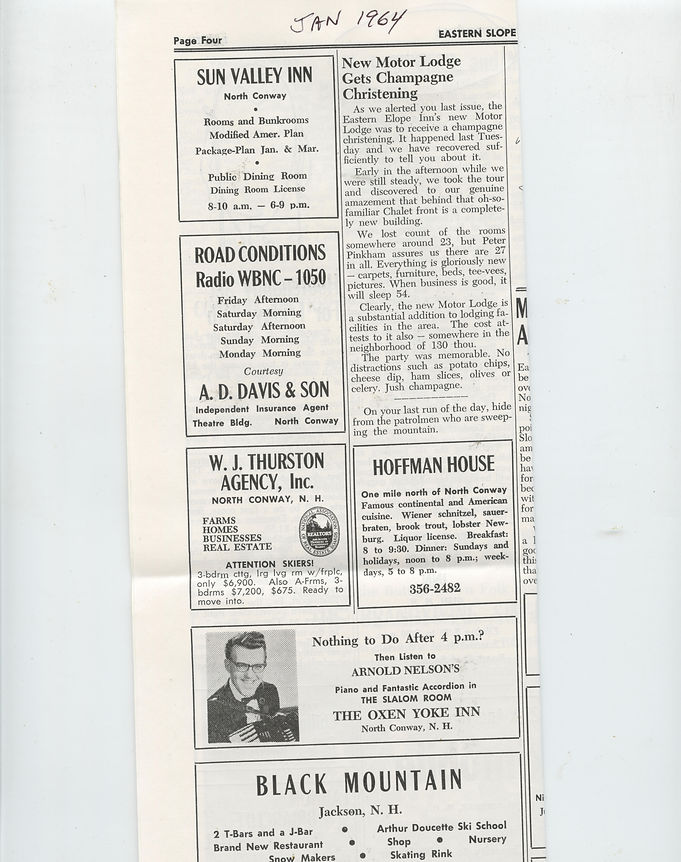 JAN 1964
Page Four
EASTERN SLOPE
SUN VALLEY INN
North Conway
•
Rooms and Bunkrooms
Modified Amer. Plan
Package-Plan Jan. & Mar.
•
Public Dining Room
Dining Room License
8-10 a.m. — 6-9 p.m.
ROAD CONDITIONS
Radio WBNC – 1050
Friday Afternoon
Saturday Morning
Saturday Afternoon
Sunday Morning
Monday Morning
Courtesy
A. D. DAVIS & SON
Independent Insurance Agent
Theatre Bldg. North Conway
W. J. THURSTON
AGENCY, Inc.
NORTH CONWAY, N. H.
FARMS
HOMES
BUSINESSES
REAL ESTATE
REALTORS
ATTENTION SKIERS!
3-bdrm cttg, lrg lvg rm w/frplc,
only $6,900. Also A-Frms, 3-
bdrms $7,200, $675. Ready to
move into.
New Motor Lodge
Gets Champagne
Christening
As we alerted you last issue, the
Eastern Elope Inn's new Motor
Lodge was to receive a champagne
christening. It happened last Tues-
day and we have recovered suf-
ficiently to tell you about it.
Early in the afternoon while we
were still steady, we took the tour
and discovered to our genuine
amazement that behind that oh-so-
familiar Chalet front is a complete-
ly new building.
We lost count of the rooms
somewhere around 23, but Peter
Pinkham assures us there are 27
in all. Everything is gloriously new
— carpets, furniture, beds, tee-vees,
pictures. When business is good, it
will sleep 54.
Clearly, the new Motor Lodge is
a substantial addition to lodging fa-
cilities in the area. The cost at-
tests to it also — somewhere in the
neighborhood of 130 thou.
The party was memorable. No
distractions such as potato chips,
cheese dip, ham slices, olives or
celery. Jush champagne.
On your last run of the day, hide
from the patrolmen who are sweep-
ing the mountain.
HOFFMAN HOUSE
One mile north of North Conway
Famous continental and American
cuisine. Wiener schnitzel, sauer-
braten, brook trout, lobster New-
burg. Liquor license. Breakfast:
8 to 9:30. Dinner: Sundays and
holidays, noon to 8 p.m.; week-
days, 5 to 8 p.m.
356-2482
Nothing to Do After 4 p.m.?
Then Listen to
ARNOLD NELSON'S
Piano and Fantastic Accordion in
THE SLALOM ROOM
THE OXEN YOKE INN
North Conway, N. H.
BLACK MOUNTAIN
Jackson, N. H.
2 T-Bars and a J-Bar • Arthur Doucette Ski School
Brand New Restaurant • Shop • Nursery
Snow Makers • Skating Rink